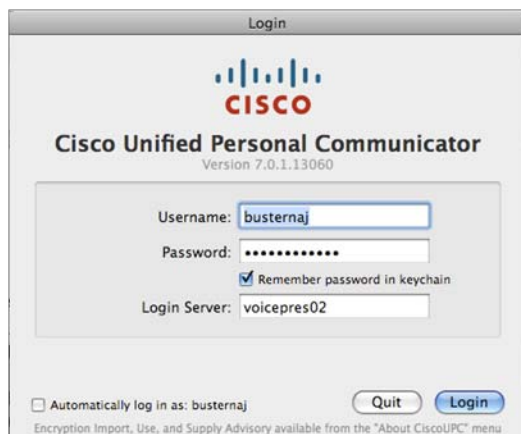 Login
CISCO
Cisco Unified Personal Communicator
Version 7.0.1.13060
Username: busternaj
Password: ••••••••••••
Remember password in keychain
Login Server: voicepres02
Automatically log in as: busternaj
Quit Login
Encryption Import, Use, and Supply Advisory available from the "About CiscoUPC" menu